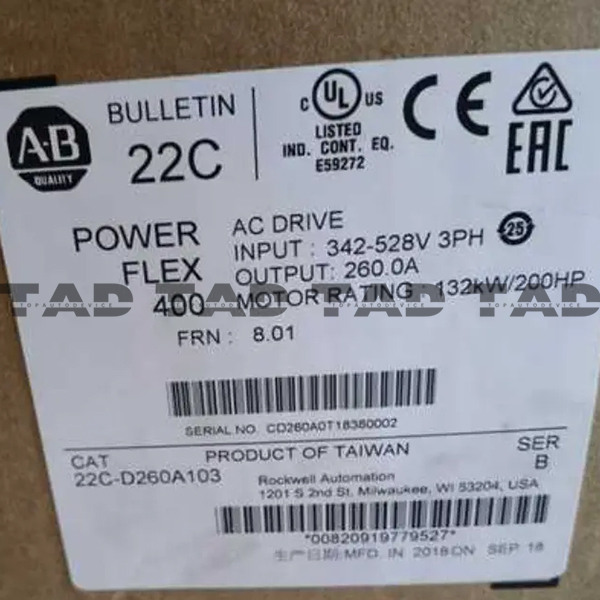 A-B
QUALITY
BULLETIN
22C
C UL US
LISTED
IND. CONT. EQ.
E59272
CE
EAC
POWER
FLEX
400
AC DRIVE
INPUT : 342-528V 3PH
25
OUTPUT: 260.0A
MOTOR RATING : 132kW/200HP
FRN : 8.01
TAD TAD TAD TAD TAD
TOPADTDEVICE
SERIAL NO. CD260A0T18380002
PRODUCT OF TAIWAN
CAT
22C-D260A103
SER
B
Rockwell Automation
1201 S 2nd St, Milwaukee, WI 53204, USA
*00820919779527*
生产日期:MFD. IN 2018 ON SEP 18